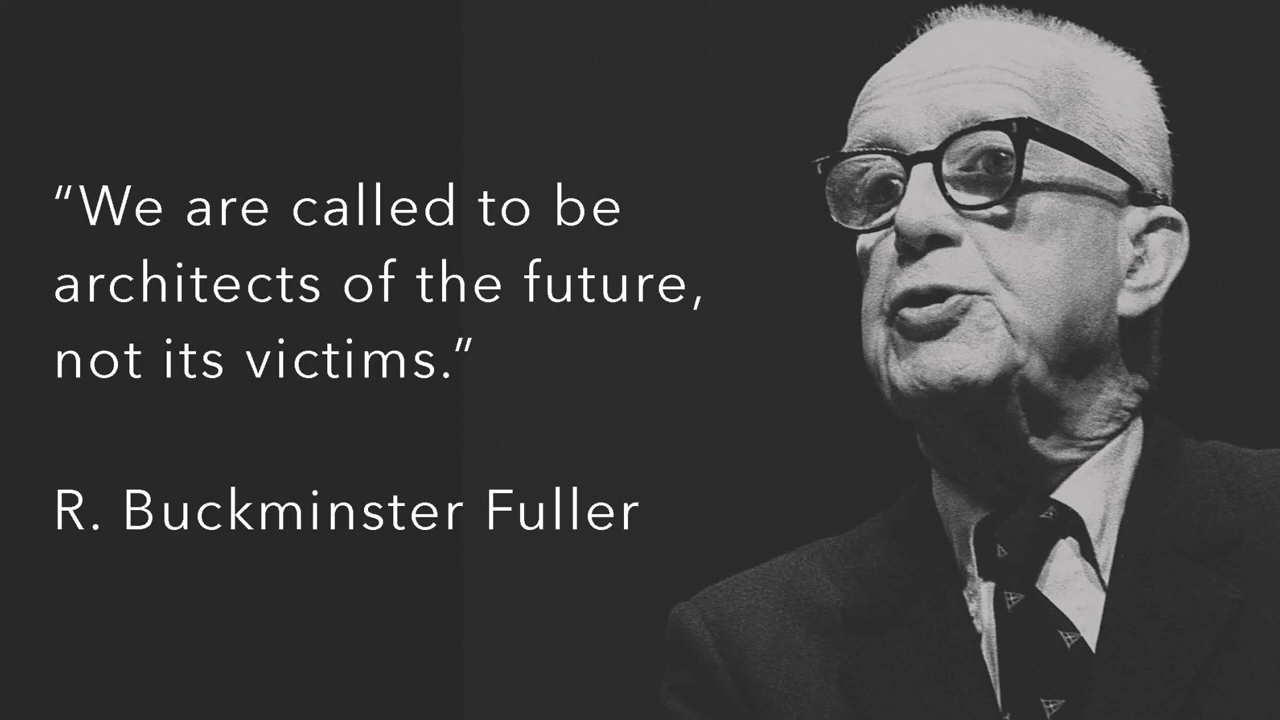 “We are called to be
architects of the future,
not its victims.”
R. Buckminster Fuller